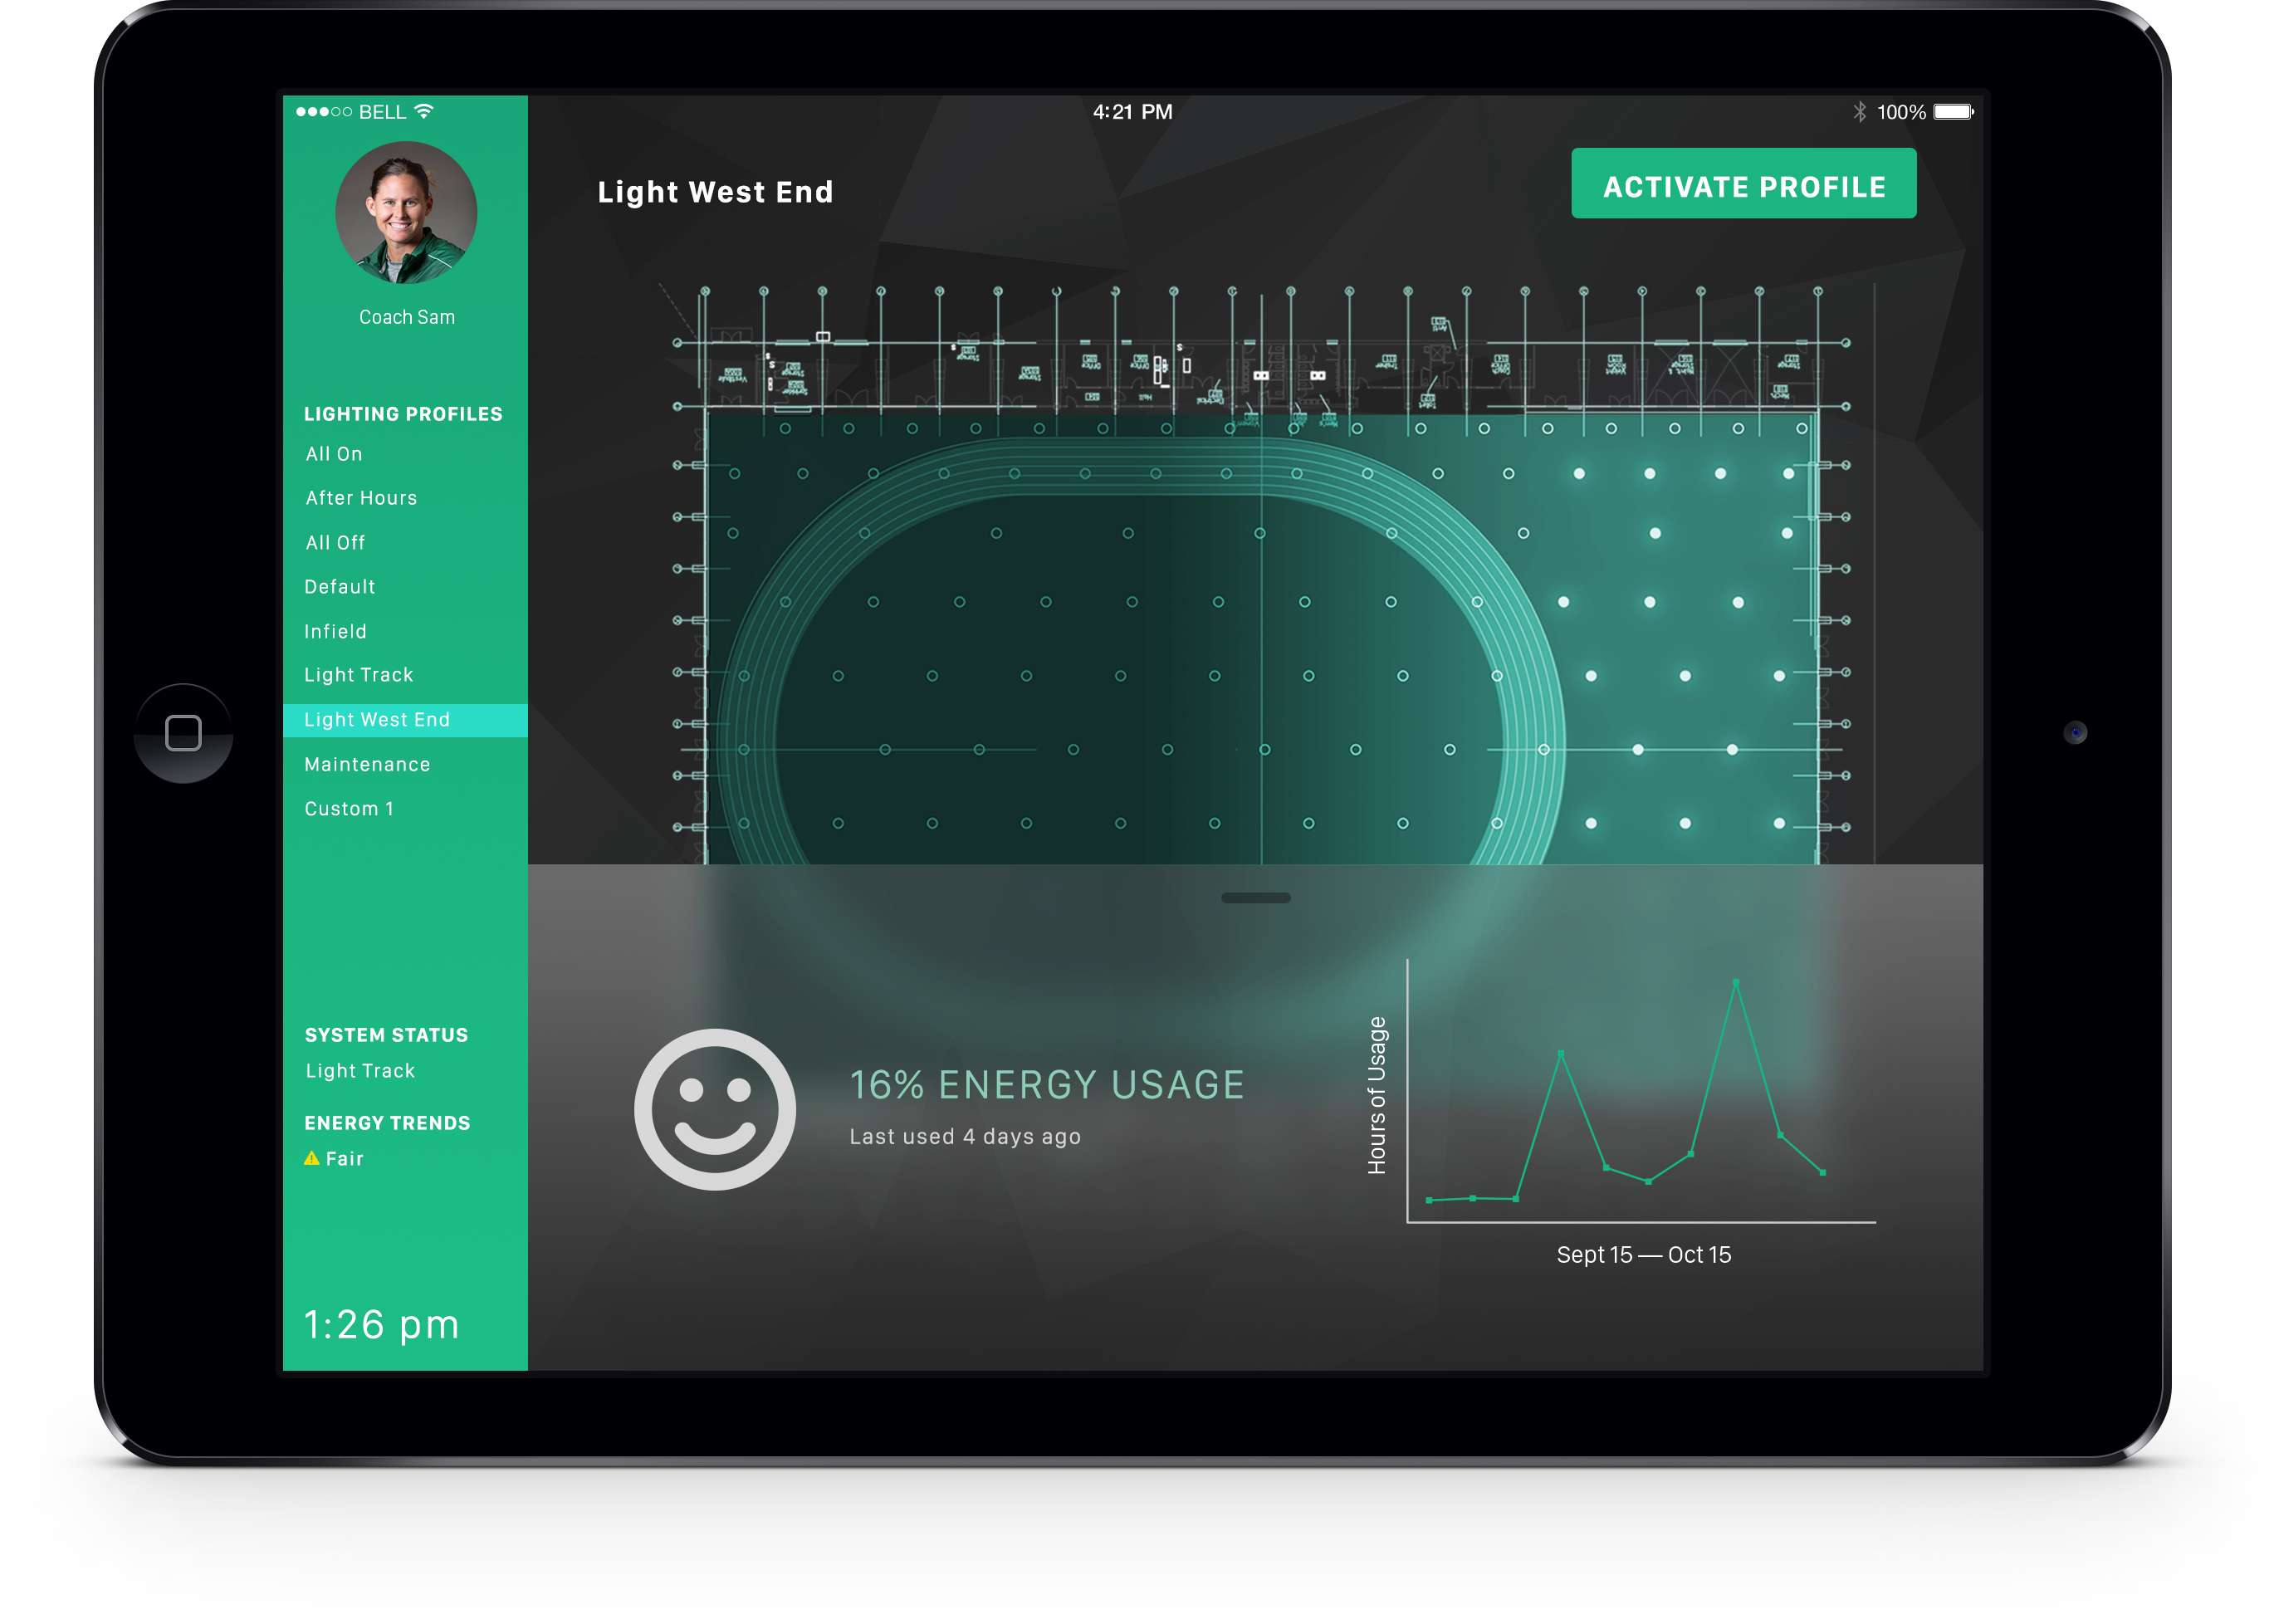 BELL
4:21 PM
100%
Coach Sam
LIGHTING PROFILES
All On
After Hours
All Off
Default
Infield
Light Track
Light West End
Maintenance
Custom 1
SYSTEM STATUS
Light Track
ENERGY TRENDS
Fair
1:26 pm
Light West End
ACTIVATE PROFILE
16% ENERGY USAGE
Last used 4 days ago
Hours of Usage
Sept 15 — Oct 15